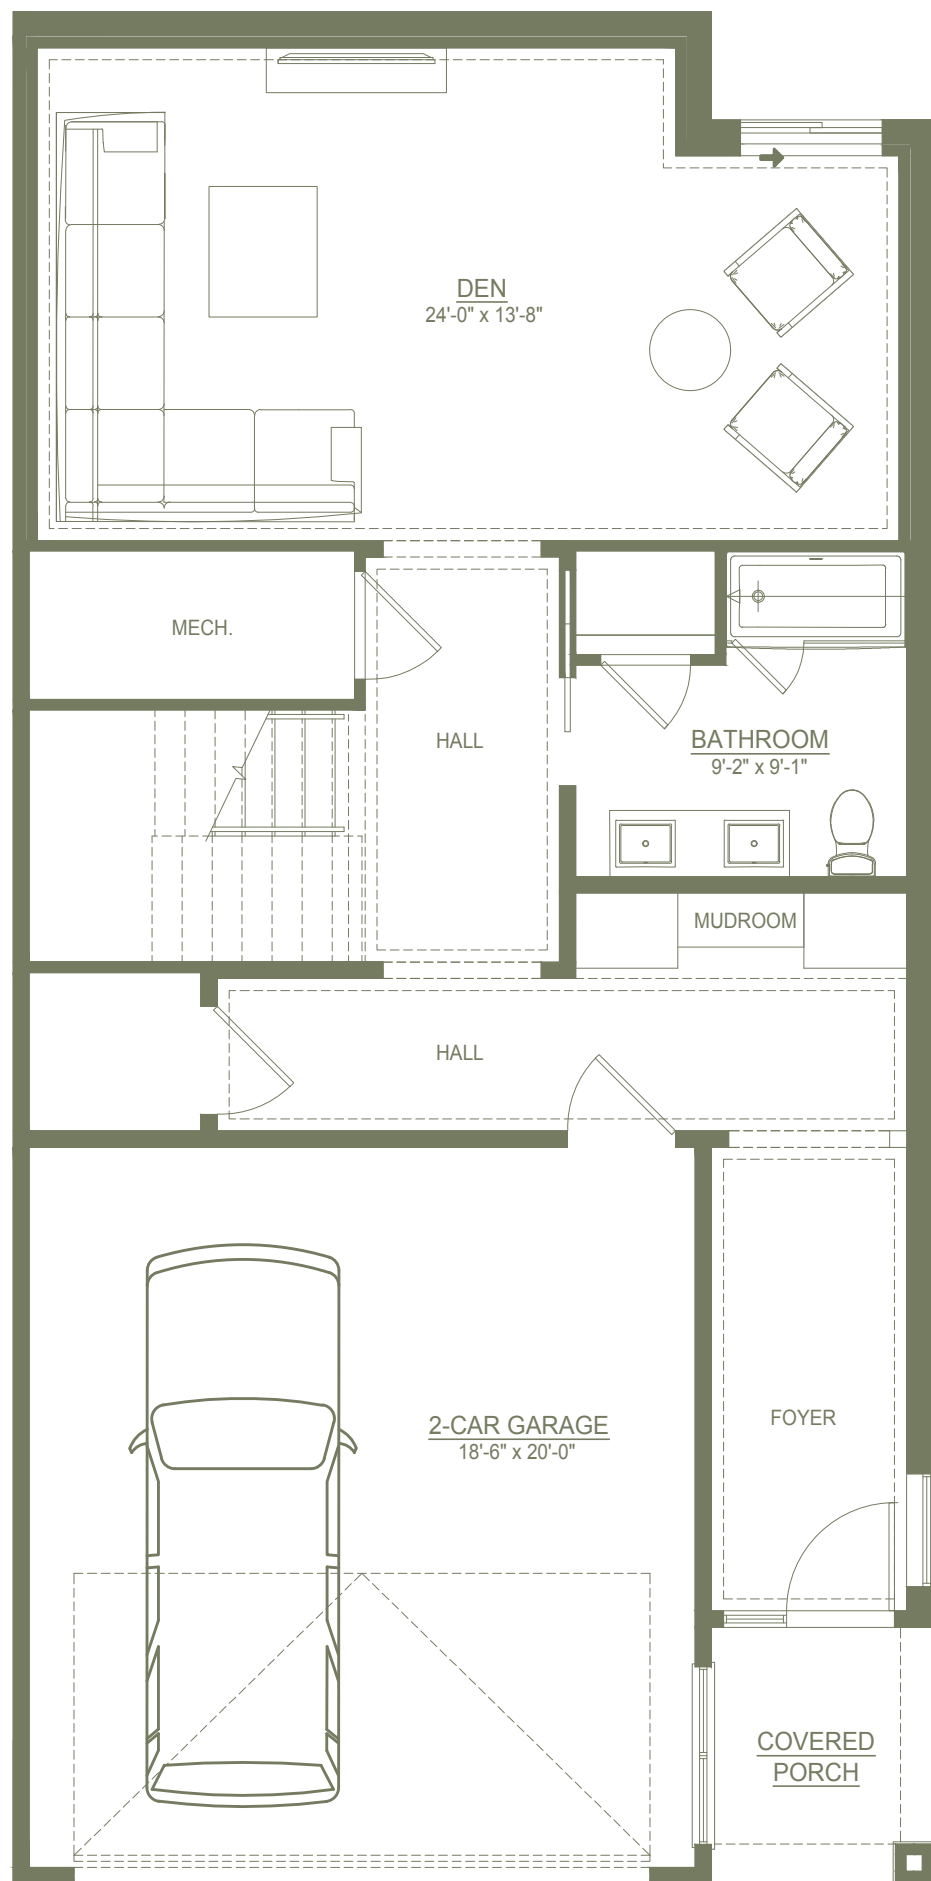 DEN
24'-0" x 13'-8"
MECH.
HALL
BATHROOM
9'-2" x 9'-1"
MUDROOM
HALL
2-CAR GARAGE
18'-6" x 20'-0"
FOYER
COVERED
PORCH